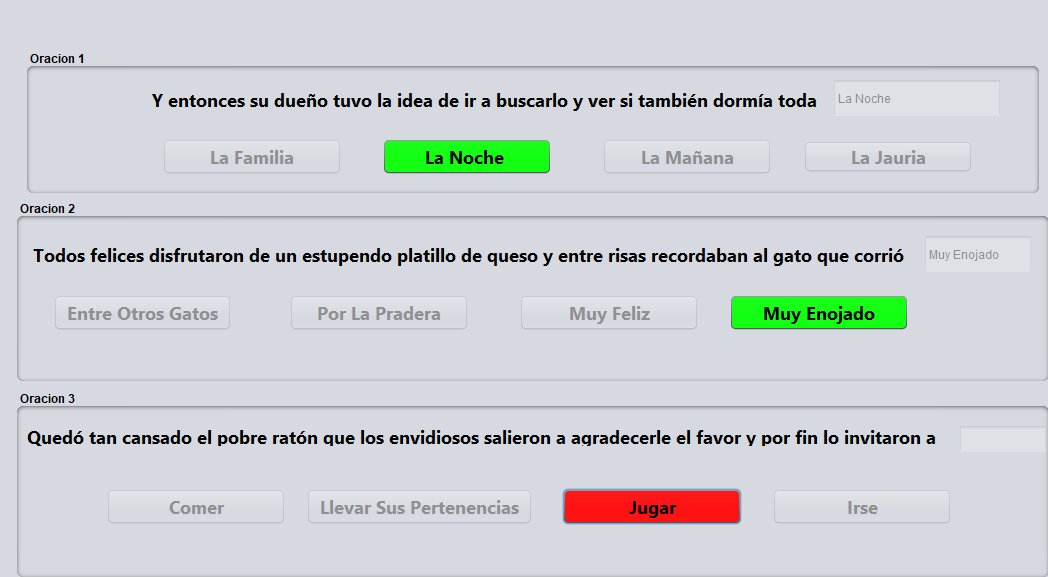 Oracion 1
Y entonces su dueño tuvo la idea de ir a buscarlo y ver si también dormía toda La Noche
La Familia La Noche La Mañana La Jauria
Oracion 2
Todos felices disfrutaron de un estupendo platillo de queso y entre risas recordaban al gato que corrió Muy Enojado
Entre Otros Gatos Por La Pradera Muy Feliz Muy Enojado
Oracion 3
Quedó tan cansado el pobre ratón que los envidiosos salieron a agradecerle el favor y por fin lo invitaron a
Comer Llevar Sus Pertenencias Jugar Irse